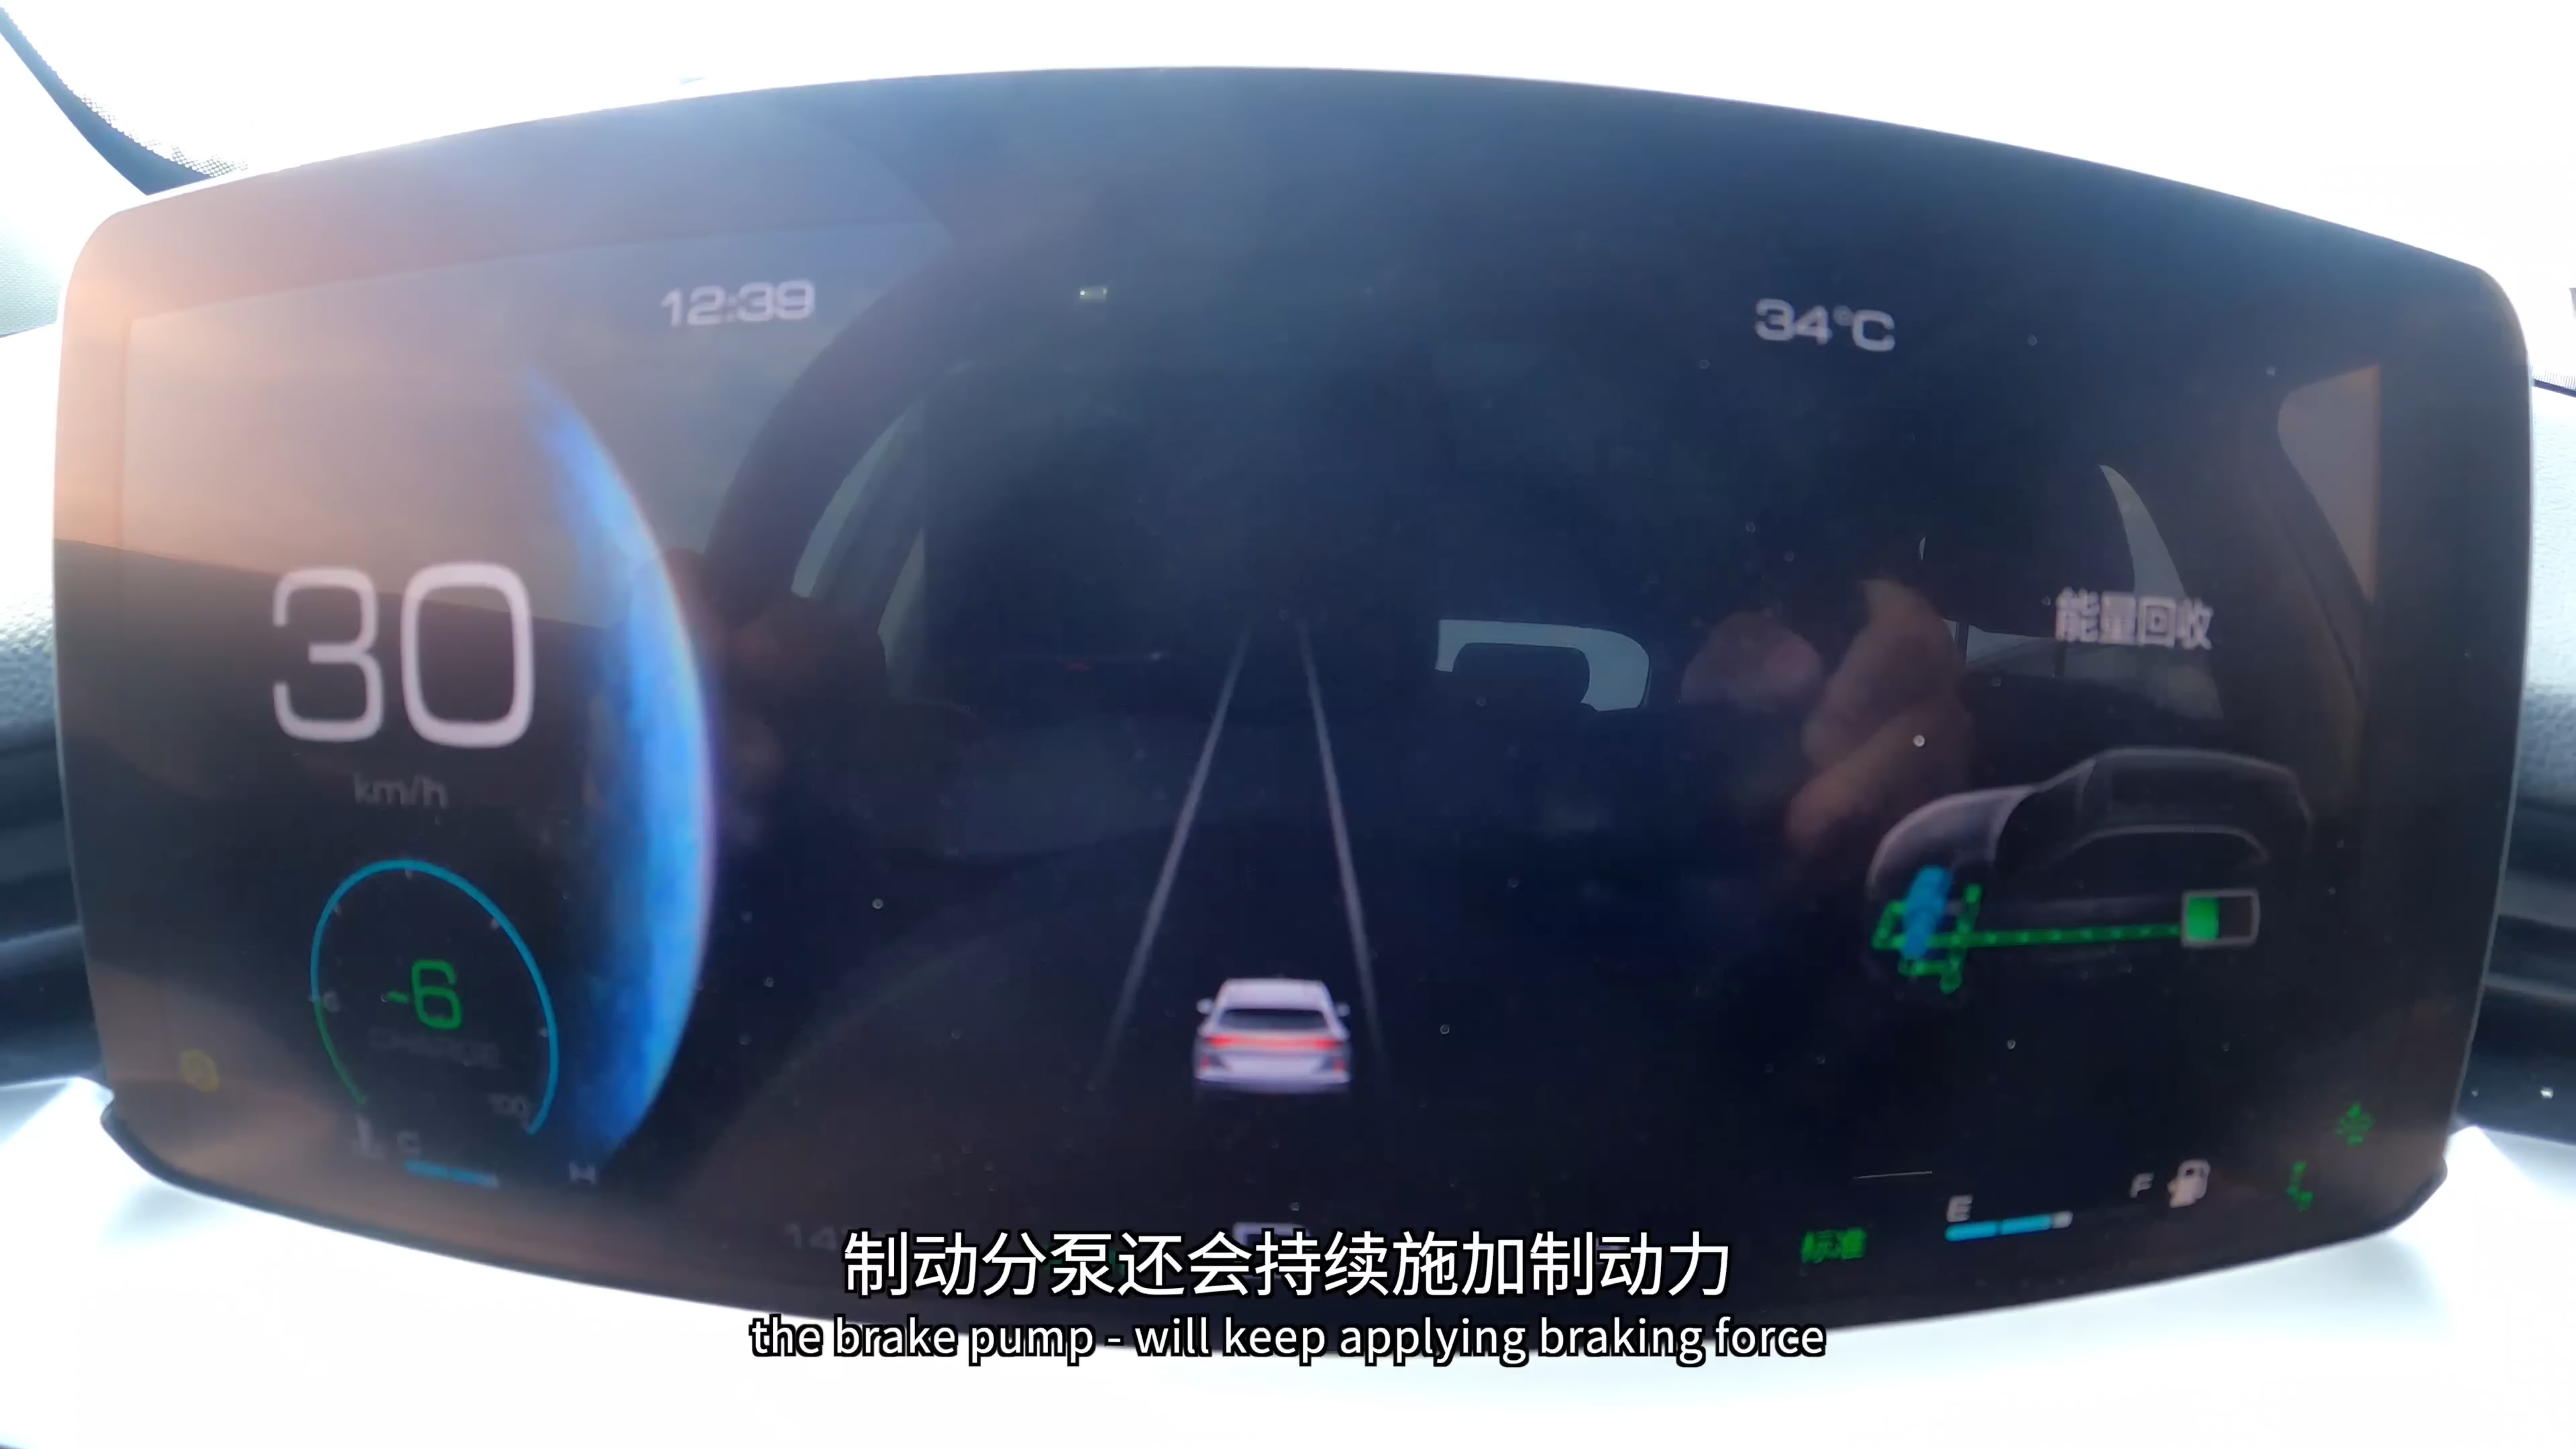 12:39
34°C
30
km/h
能量回收
-6
CHARGE
100
C
H
E
F
标准
制动分泵还会持续施加制动力
the brake pump - will keep applying braking force